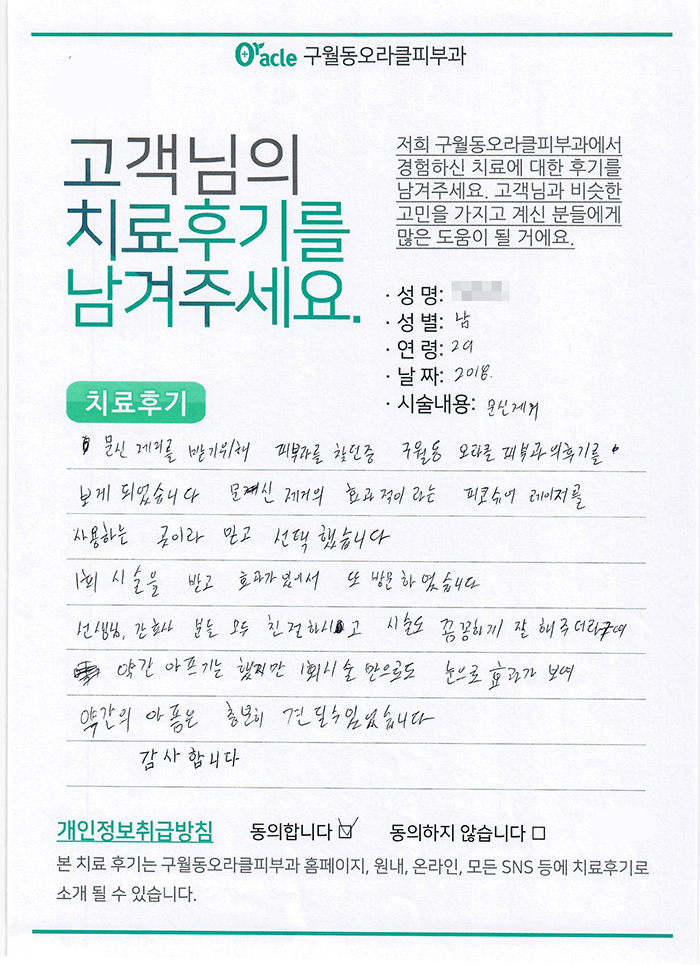 Oracle 구월동오라클피부과
고객님의
치료후기를
남겨주세요.
저희 구월동오라클피부과에서
경험하신 치료에 대한 후기를
남겨주세요. 고객님과 비슷한
고민을 가지고 계신 분들에게
많은 도움이 될 거에요.
· 성 명:
· 성 별: 남
· 연 령: 29
· 날 짜: 2018.
· 시술내용: 문신제거
치료후기
문신 제거를 받기위해 피부과를 찾던중 구월동 오라클 피부과의후기를
보게 되었습니다 문신 제거의 효과적이라는 피코슈어 레이저를
사용하는 곳이라 믿고 선택했습니다
1회 시술을 받고 효과가 있어서 또 방문하였습니다
선생님, 간호사 분들 모두 친절하시고 시술도 꼼꼼하게 잘 해주더라구여
약간 아프기는 했지만 1회시술 만으로도 눈으로 효과가 보여
약간의 아픔은 충분히 견딜수있었습니다
감사합니다
개인정보취급방침 동의합니다 ☑ 동의하지 않습니다 □
본 치료 후기는 구월동오라클피부과 홈페이지, 원내, 온라인, 모든 SNS 등에 치료후기로
소개 될 수 있습니다.